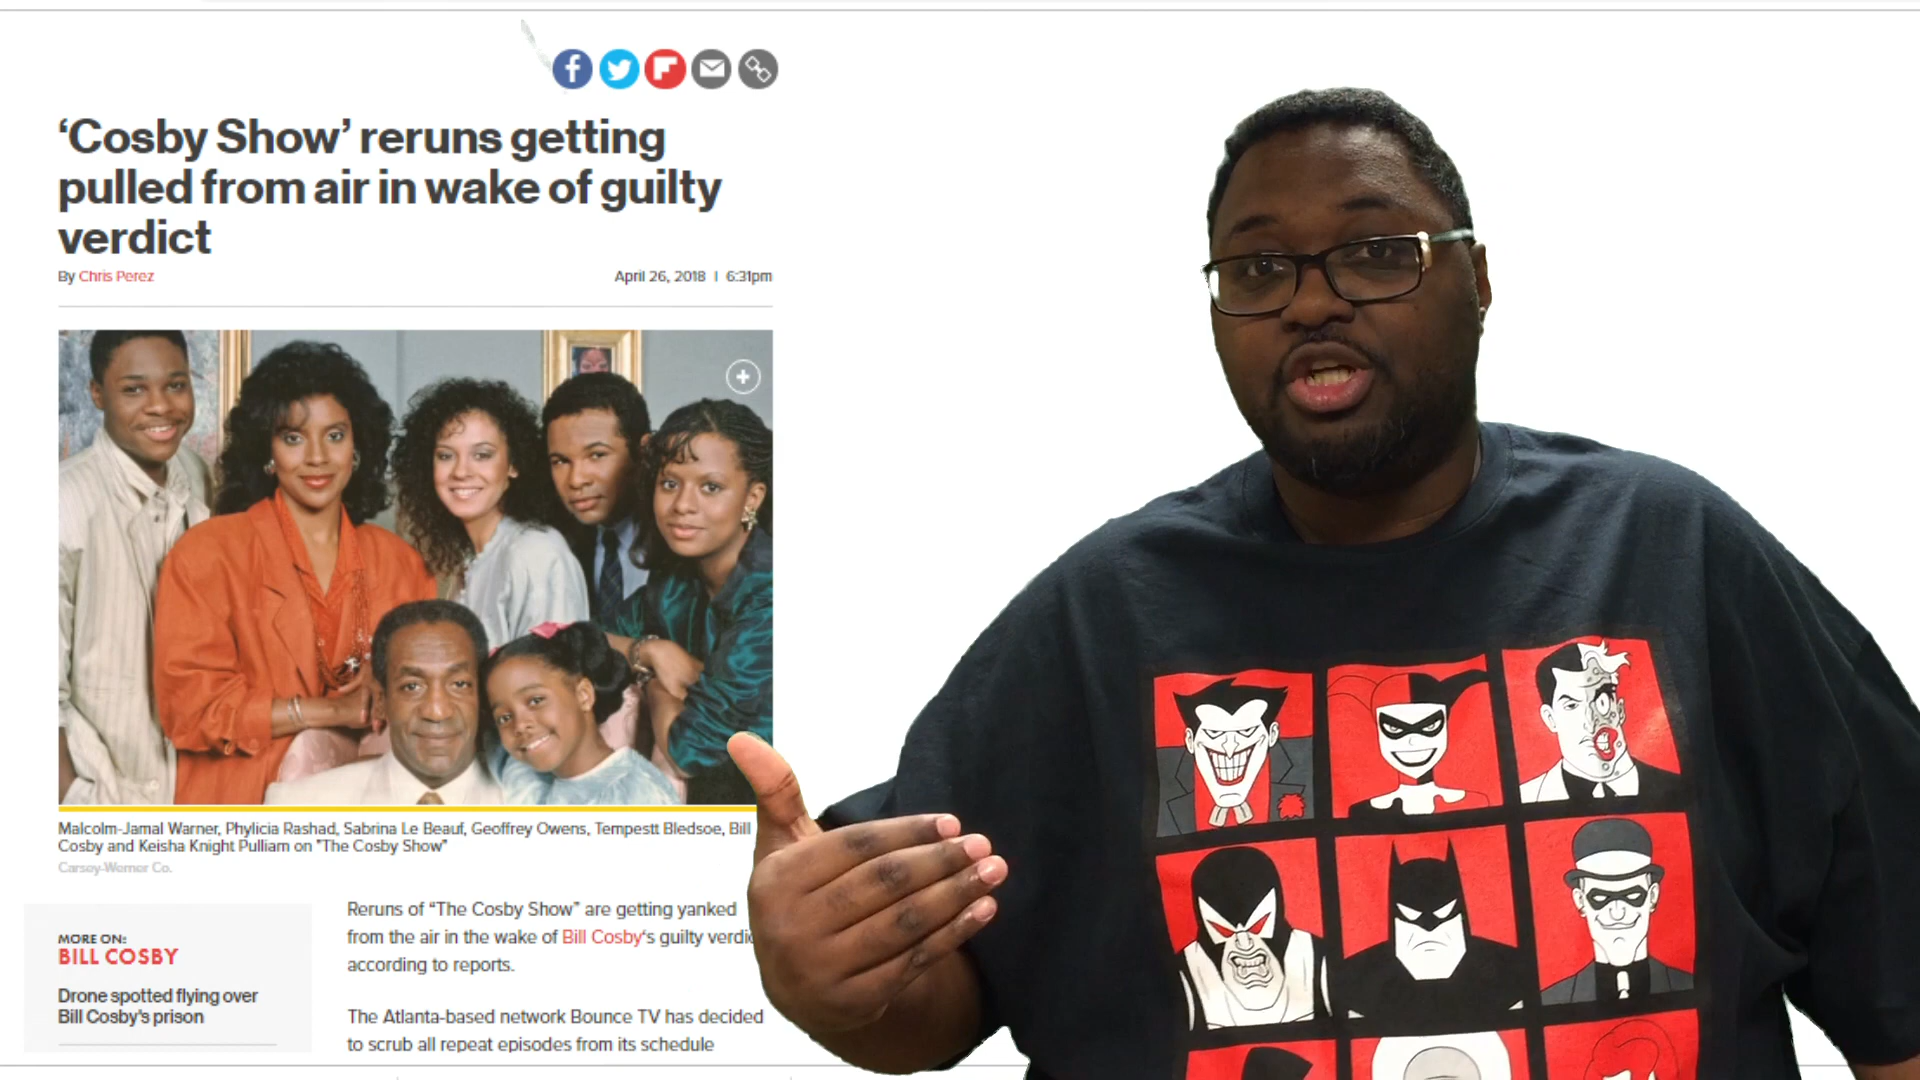 ‘Cosby Show’ reruns getting
pulled from air in wake of guilty
verdict
By Chris Perez
April 26, 2018 | 6:31pm
Malcolm-Jamal Warner, Phylicia Rashad, Sabrina Le Beauf, Geoffrey Owens, Tempestt Bledsoe, Bill
Cosby and Keisha Knight Pulliam on "The Cosby Show"
Carsey-Werner Co.
MORE ON:
BILL COSBY
Drone spotted flying over
Bill Cosby's prison
Reruns of “The Cosby Show” are getting yanked
from the air in the wake of Bill Cosby‘s guilty
according to reports.
The Atlanta-based network Bounce TV has decided
to scrub all repeat episodes from its schedule